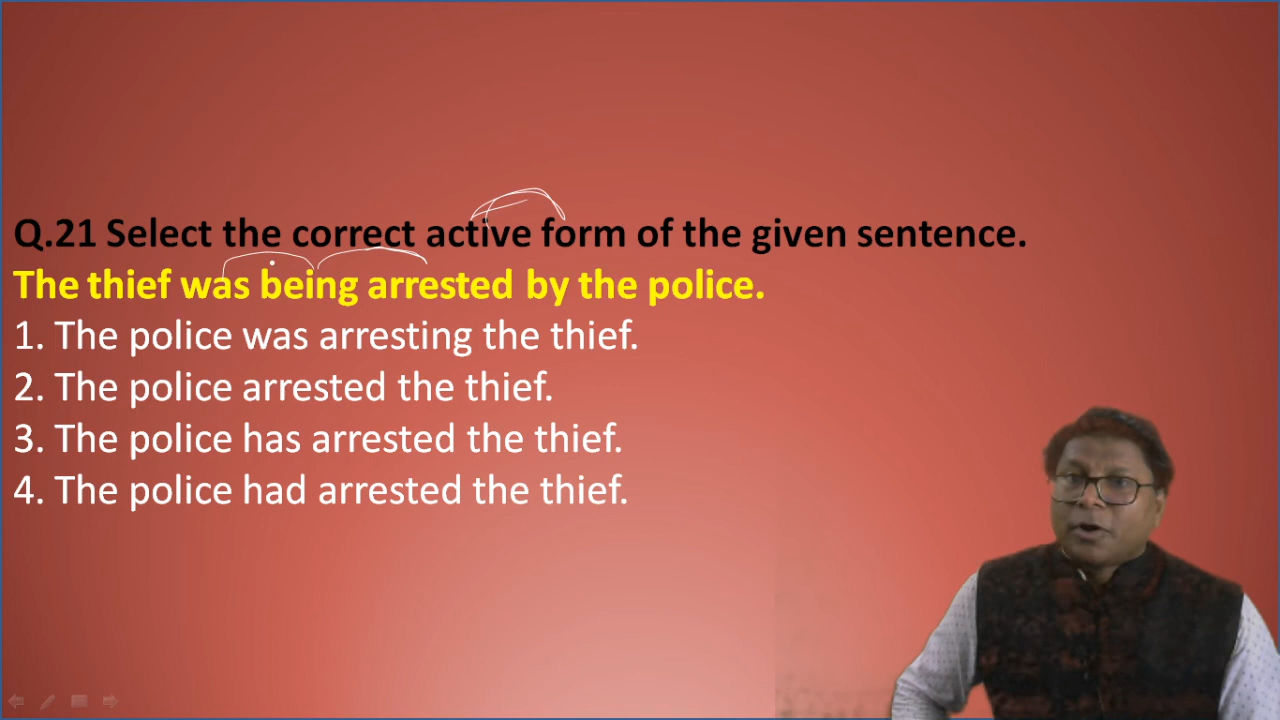 Q.21 Select the correct active form of the given sentence.
The thief was being arrested by the police.
1. The police was arresting the thief.
2. The police arrested the thief.
3. The police has arrested the thief.
4. The police had arrested the thief.